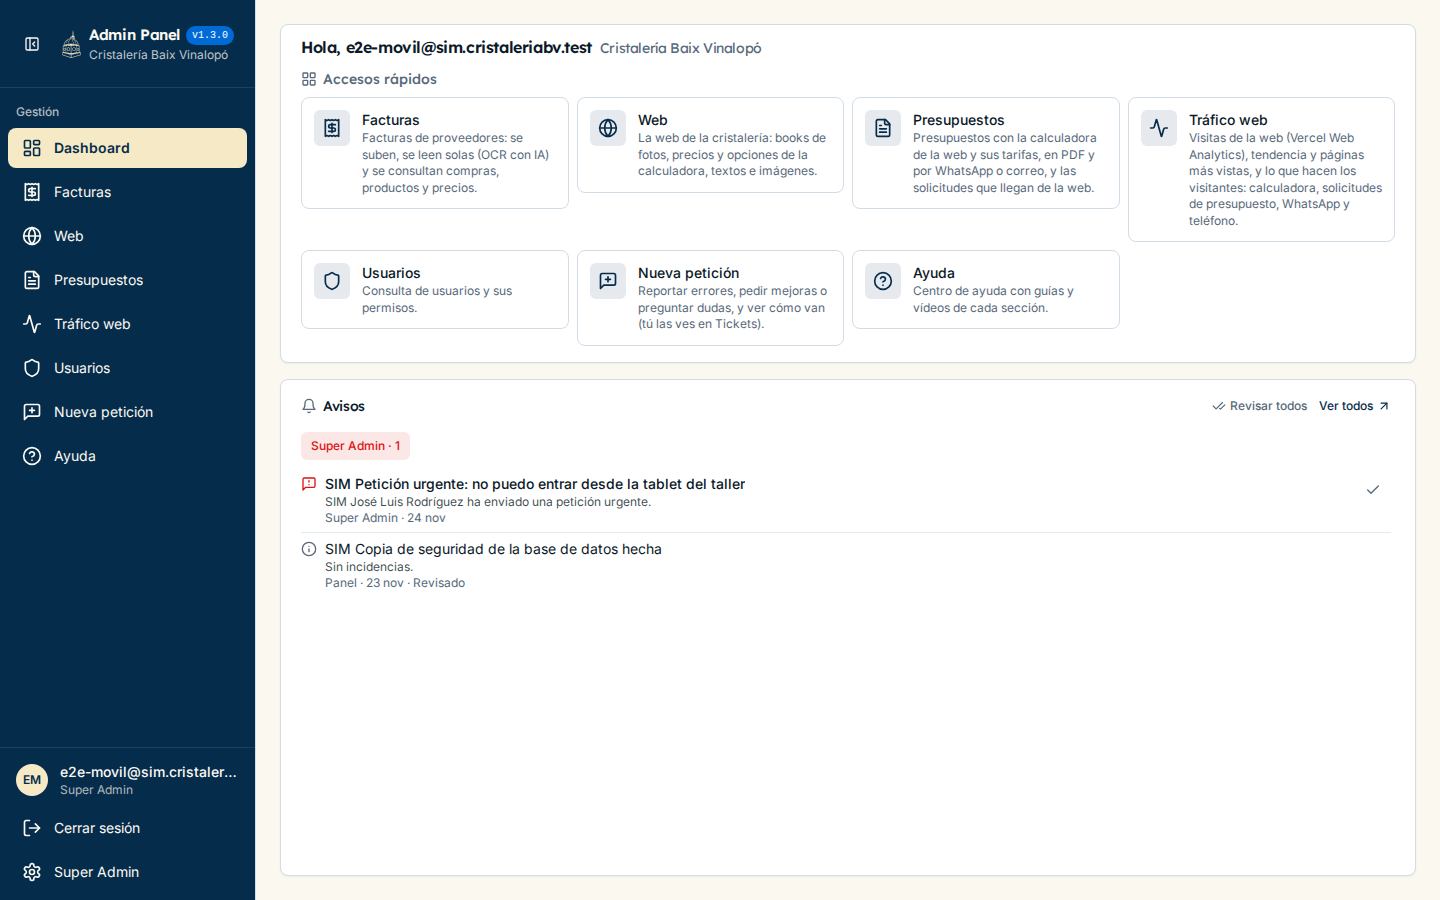 Admin Panel v1.3.0
Cristalería Baix Vinalopó
Gestión
Dashboard
Facturas
Web
Presupuestos
Tráfico web
Usuarios
Nueva petición
Ayuda
EM
e2e-movil@sim.cristaler...
Super Admin
Cerrar sesión
Super Admin
Hola, e2e-movil@sim.cristaleriabv.test Cristalería Baix Vinalopó
Accesos rápidos
Facturas
Facturas de proveedores: se
suben, se leen solas (OCR con IA)
y se consultan compras,
productos y precios.
Web
La web de la cristalería: books de
fotos, precios y opciones de la
calculadora, textos e imágenes.
Presupuestos
Presupuestos con la calculadora
de la web y sus tarifas, en PDF y
por WhatsApp o correo, y las
solicitudes que llegan de la web.
Tráfico web
Visitas de la web (Vercel Web
Analytics), tendencia y páginas
más vistas, y lo que hacen los
visitantes: calculadora, solicitudes
de presupuesto, WhatsApp y
teléfono.
Usuarios
Consulta de usuarios y sus
permisos.
Nueva petición
Reportar errores, pedir mejoras o
preguntar dudas, y ver cómo van
(tú las ves en Tickets).
Ayuda
Centro de ayuda con guías y
vídeos de cada sección.
Avisos
Revisar todos
Ver todos
Super Admin · 1
SIM Petición urgente: no puedo entrar desde la tablet del taller
SIM José Luis Rodríguez ha enviado una petición urgente.
Super Admin · 24 nov
SIM Copia de seguridad de la base de datos hecha
Sin incidencias.
Panel · 23 nov · Revisado